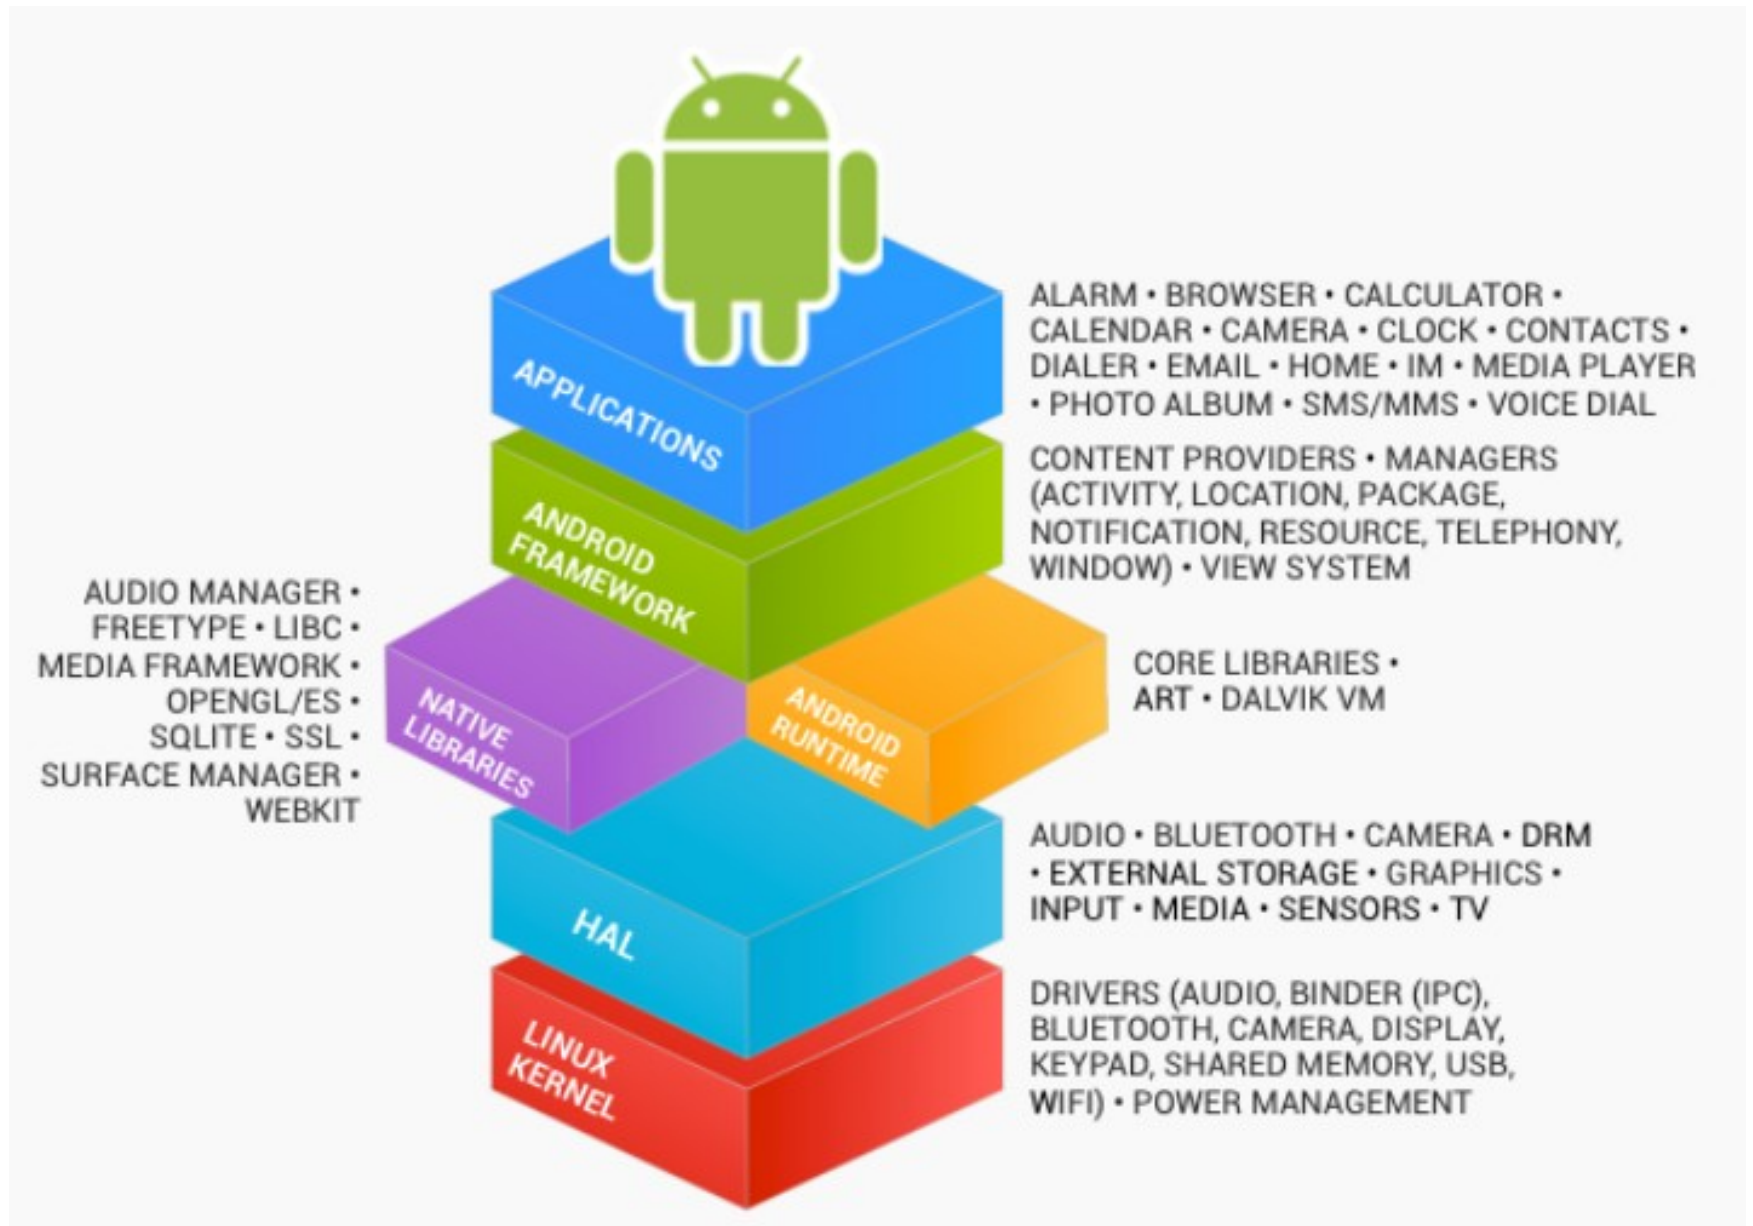 APPLICATIONS
ALARM • BROWSER • CALCULATOR •
CALENDAR • CAMERA • CLOCK • CONTACTS •
DIALER • EMAIL • HOME • IM • MEDIA PLAYER
• PHOTO ALBUM • SMS/MMS • VOICE DIAL
ANDROID
FRAMEWORK
CONTENT PROVIDERS • MANAGERS
(ACTIVITY, LOCATION, PACKAGE,
NOTIFICATION, RESOURCE, TELEPHONY,
WINDOW) • VIEW SYSTEM
AUDIO MANAGER •
FREETYPE • LIBC •
MEDIA FRAMEWORK •
OPENGL/ES •
SQLITE • SSL •
SURFACE MANAGER •
WEBKIT
NATIVE
LIBRARIES
ANDROID
RUNTIME
CORE LIBRARIES •
ART • DALVIK VM
HAL
AUDIO • BLUETOOTH • CAMERA • DRM
• EXTERNAL STORAGE • GRAPHICS •
INPUT • MEDIA • SENSORS • TV
LINUX
KERNEL
DRIVERS (AUDIO, BINDER (IPC),
BLUETOOTH, CAMERA, DISPLAY,
KEYPAD, SHARED MEMORY, USB,
WIFI) • POWER MANAGEMENT